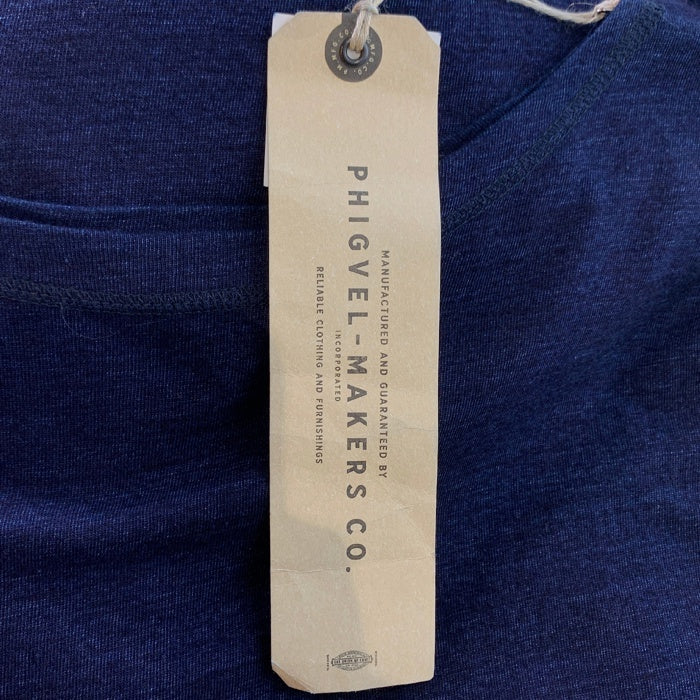 MANUFACTURED AND GUARANTEED BY
PHIGVEL-MAKERS CO.
INCORPORATED
RELIABLE CLOTHING AND FURNISHINGS